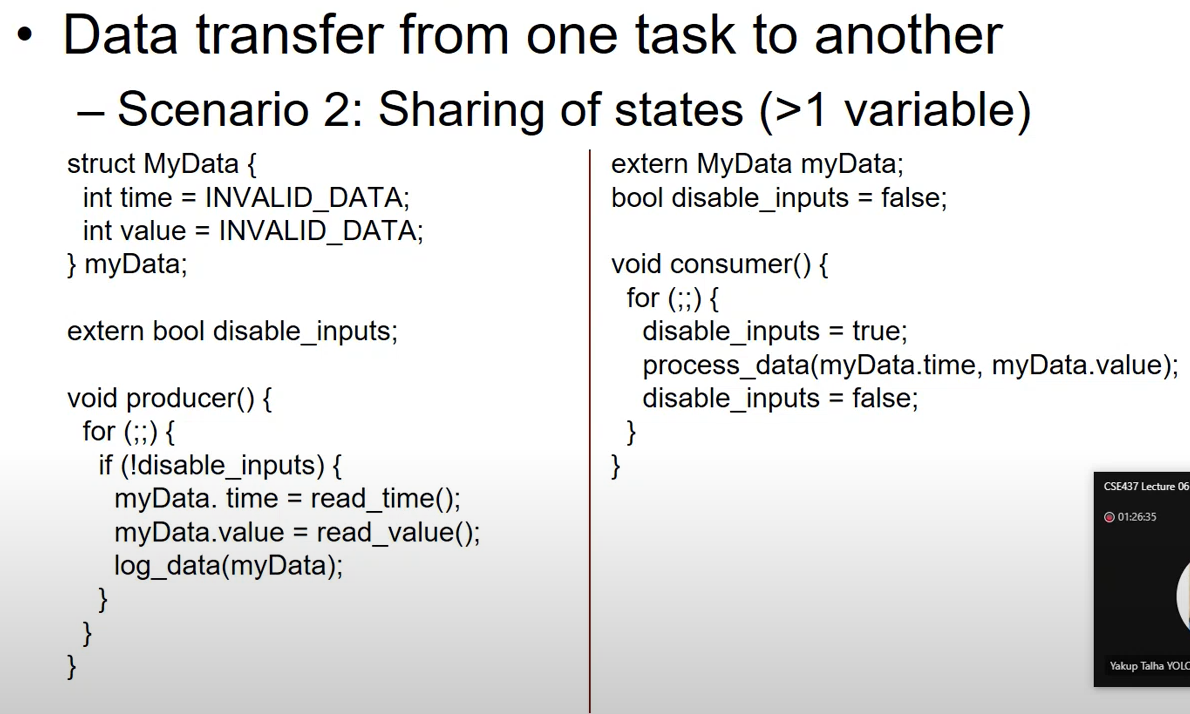 • Data transfer from one task to another
– Scenario 2: Sharing of states (>1 variable)
struct MyData {
int time = INVALID_DATA;
int value = INVALID_DATA;
} myData;
extern bool disable_inputs;
void producer() {
for (;;) {
if (!disable_inputs) {
myData. time = read_time();
myData.value = read_value();
log_data(myData);
}
}
}
extern MyData myData;
bool disable_inputs = false;
void consumer() {
for (;;) {
disable_inputs = true;
process_data(myData.time, myData.value);
disable_inputs = false;
}
}
CSE437 Lecture 06
01:26:35
Yakup Talha